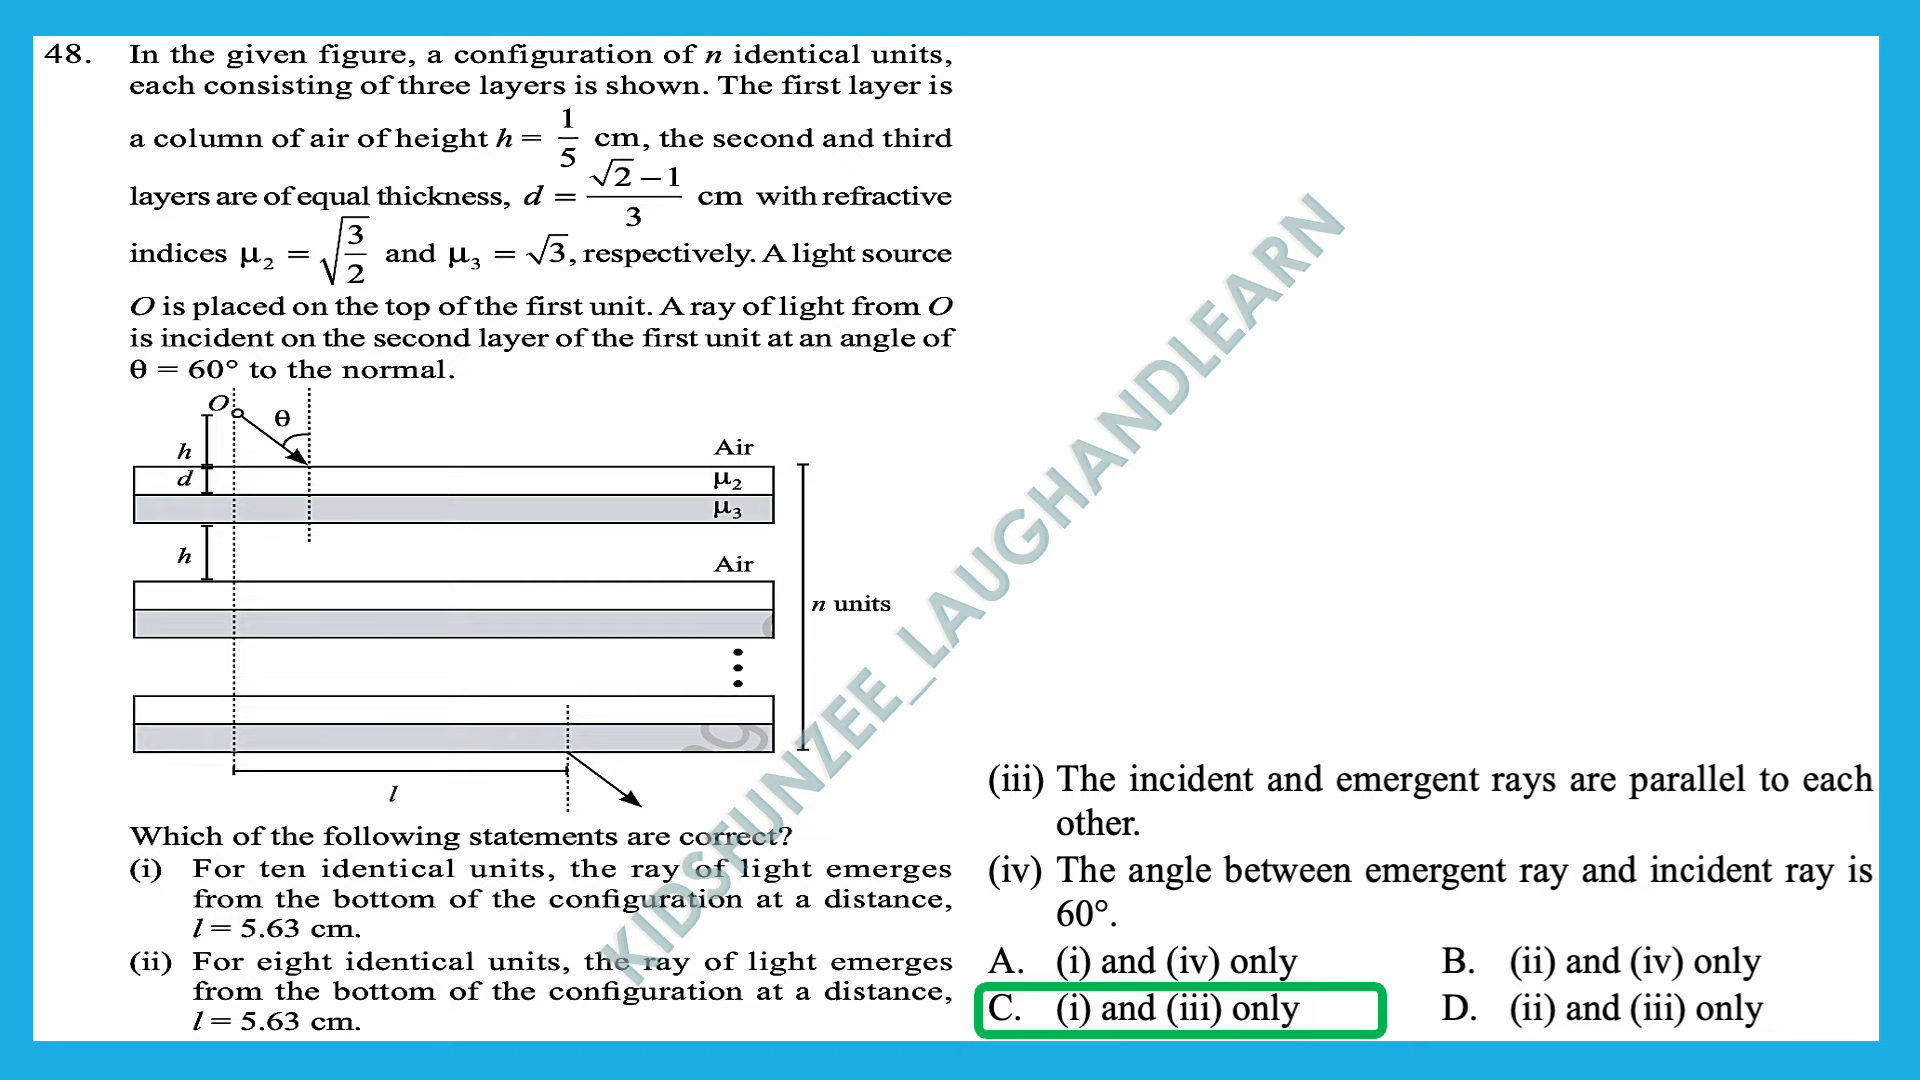 48. In the given figure, a configuration of n identical units,
each consisting of three layers is shown. The first layer is
a column of air of height h = 1/5 cm, the second and third
layers are of equal thickness, d = (√2 – 1)/3 cm with refractive
indices μ₂ = √(3/2) and μ₃ = √3, respectively. A light source
O is placed on the top of the first unit. A ray of light from O
is incident on the second layer of the first unit at an angle of
θ = 60° to the normal.
O θ
h Air
d μ₂
μ₃
h Air
n units
l
Which of the following statements are correct?
(i) For ten identical units, the ray of light emerges
from the bottom of the configuration at a distance,
l = 5.63 cm.
(ii) For eight identical units, the ray of light emerges
from the bottom of the configuration at a distance,
l = 5.63 cm.
(iii) The incident and emergent rays are parallel to each
other.
(iv) The angle between emergent ray and incident ray is
60°.
A. (i) and (iv) only B. (ii) and (iv) only
C. (i) and (iii) only D. (ii) and (iii) only
KIDSFUNZEE_LAUGHANDLEARN